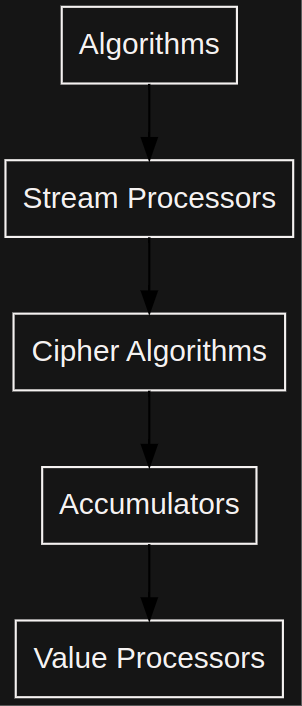 Algorithms
Stream Processors
Cipher Algorithms
Accumulators
Value Processors